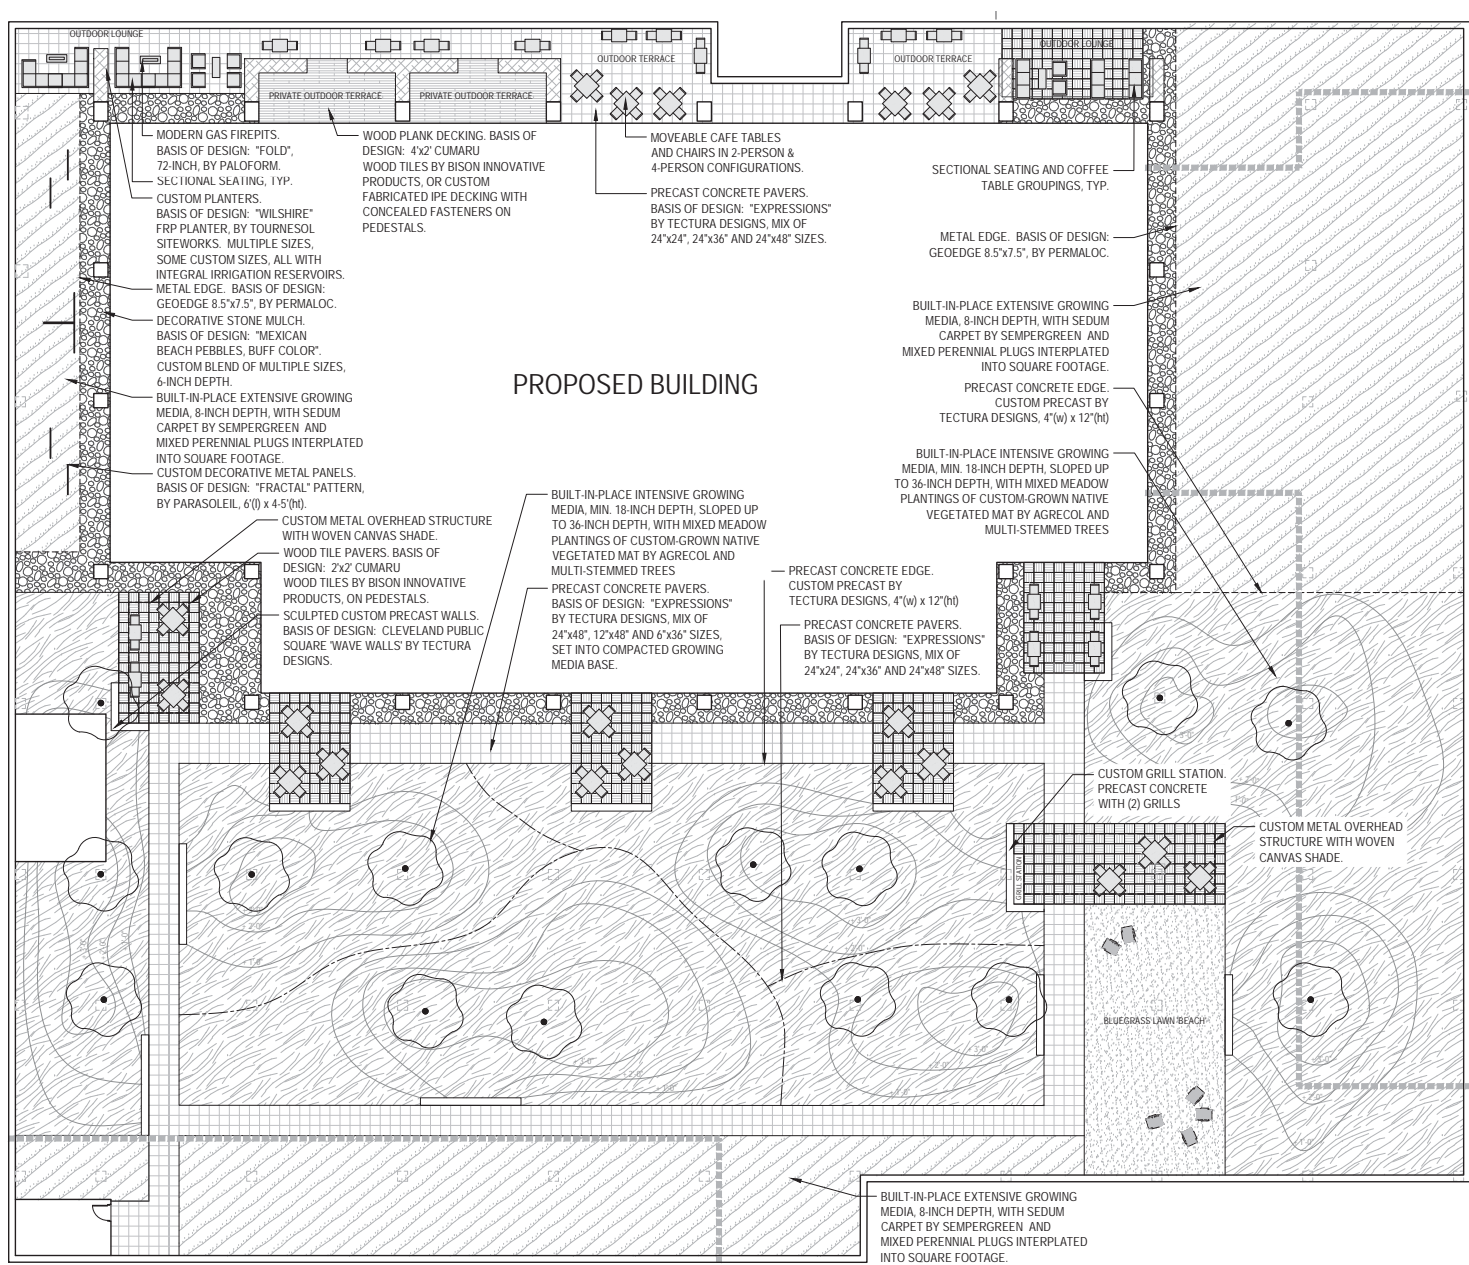 OUTDOOR LOUNGE
OUTDOOR TERRACE
OUTDOOR TERRACE
OUTDOOR LOUNGE
PRIVATE OUTDOOR TERRACE
PRIVATE OUTDOOR TERRACE
MODERN GAS FIREPITS.
BASIS OF DESIGN: "FOLD",
72-INCH, BY PALOFORM.
SECTIONAL SEATING, TYP.
CUSTOM PLANTERS.
BASIS OF DESIGN: "WILSHIRE"
FRP PLANTER, BY TOURNESOL
SITEWORKS. MULTIPLE SIZES,
SOME CUSTOM SIZES, ALL WITH
INTEGRAL IRRIGATION RESERVOIRS.
METAL EDGE. BASIS OF DESIGN:
GEOEDGE 8.5"x7.5", BY PERMALOC.
DECORATIVE STONE MULCH.
BASIS OF DESIGN: "MEXICAN
BEACH PEBBLES, BUFF COLOR".
CUSTOM BLEND OF MULTIPLE SIZES,
6-INCH DEPTH.
BUILT-IN-PLACE EXTENSIVE GROWING
MEDIA, 8-INCH DEPTH, WITH SEDUM
CARPET BY SEMPERGREEN AND
MIXED PERENNIAL PLUGS INTERPLATED
INTO SQUARE FOOTAGE.
CUSTOM DECORATIVE METAL PANELS.
BASIS OF DESIGN: "FRACTAL" PATTERN,
BY PARASOLEIL, 6'(l) x 4-5'(ht).
WOOD PLANK DECKING. BASIS OF
DESIGN: 4'x2' CUMARU
WOOD TILES BY BISON INNOVATIVE
PRODUCTS, OR CUSTOM
FABRICATED IPE DECKING WITH
CONCEALED FASTENERS ON
PEDESTALS.
MOVEABLE CAFE TABLES
AND CHAIRS IN 2-PERSON &
4-PERSON CONFIGURATIONS.
PRECAST CONCRETE PAVERS.
BASIS OF DESIGN: "EXPRESSIONS"
BY TECTURA DESIGNS, MIX OF
24"x24", 24"x36" AND 24"x48" SIZES.
SECTIONAL SEATING AND COFFEE
TABLE GROUPINGS, TYP.
METAL EDGE. BASIS OF DESIGN:
GEOEDGE 8.5"x7.5", BY PERMALOC.
BUILT-IN-PLACE EXTENSIVE GROWING
MEDIA, 8-INCH DEPTH, WITH SEDUM
CARPET BY SEMPERGREEN AND
MIXED PERENNIAL PLUGS INTERPLATED
INTO SQUARE FOOTAGE.
PRECAST CONCRETE EDGE.
CUSTOM PRECAST BY
TECTURA DESIGNS, 4"(w) x 12"(ht)
BUILT-IN-PLACE INTENSIVE GROWING
MEDIA, MIN. 18-INCH DEPTH, SLOPED UP
TO 36-INCH DEPTH, WITH MIXED MEADOW
PLANTINGS OF CUSTOM-GROWN NATIVE
VEGETATED MAT BY AGRECOL AND
MULTI-STEMMED TREES
PROPOSED BUILDING
CUSTOM METAL OVERHEAD STRUCTURE
WITH WOVEN CANVAS SHADE.
WOOD TILE PAVERS. BASIS OF
DESIGN: 2'x2' CUMARU
WOOD TILES BY BISON INNOVATIVE
PRODUCTS, ON PEDESTALS.
SCULPTED CUSTOM PRECAST WALLS.
BASIS OF DESIGN: CLEVELAND PUBLIC
SQUARE 'WAVE WALLS' BY TECTURA
DESIGNS.
BUILT-IN-PLACE INTENSIVE GROWING
MEDIA, MIN. 18-INCH DEPTH, SLOPED UP
TO 36-INCH DEPTH, WITH MIXED MEADOW
PLANTINGS OF CUSTOM-GROWN NATIVE
VEGETATED MAT BY AGRECOL AND
MULTI-STEMMED TREES
PRECAST CONCRETE PAVERS.
BASIS OF DESIGN: "EXPRESSIONS"
BY TECTURA DESIGNS, MIX OF
24"x48", 12"x48" AND 6"x36" SIZES,
SET INTO COMPACTED GROWING
MEDIA BASE.
PRECAST CONCRETE EDGE.
CUSTOM PRECAST BY
TECTURA DESIGNS, 4"(w) x 12"(ht)
PRECAST CONCRETE PAVERS.
BASIS OF DESIGN: "EXPRESSIONS"
BY TECTURA DESIGNS, MIX OF
24"x24", 24"x36" AND 24"x48" SIZES.
CUSTOM GRILL STATION.
PRECAST CONCRETE
WITH (2) GRILLS
CUSTOM METAL OVERHEAD
STRUCTURE WITH WOVEN
CANVAS SHADE.
GRILL STATION
BLUEGRASS LAWN 'BEACH'
BUILT-IN-PLACE EXTENSIVE GROWING
MEDIA, 8-INCH DEPTH, WITH SEDUM
CARPET BY SEMPERGREEN AND
MIXED PERENNIAL PLUGS INTERPLATED
INTO SQUARE FOOTAGE.